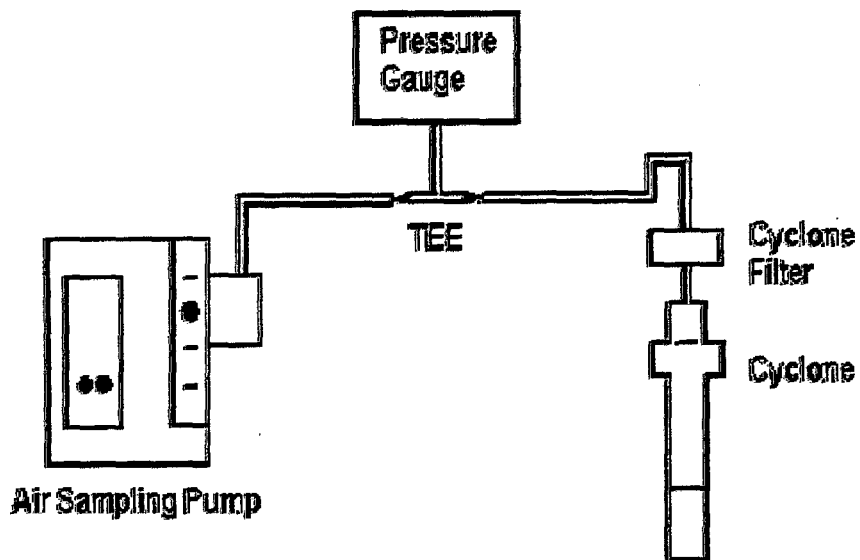 Pressure
Gauge
TEE
Cyclone
Filter
Cyclone
Air Sampling Pump